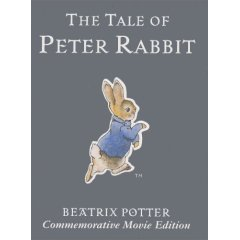 THE TALE OF
PETER RABBIT
TM
BEATRIX POTTER
Commemorative Movie Edition